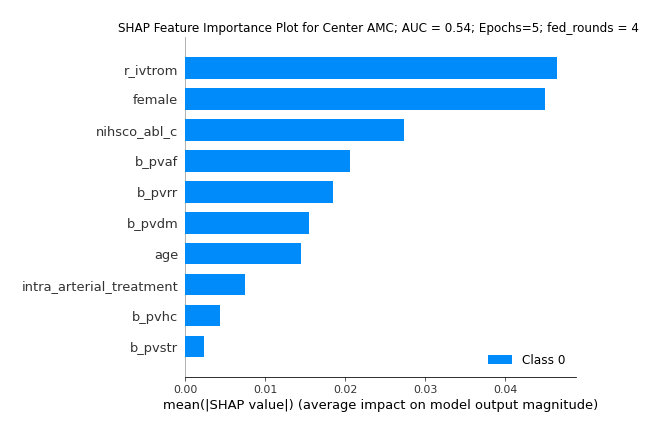 SHAP Feature Importance Plot for Center AMC; AUC = 0.54; Epochs=5; fed_rounds = 4
r_ivtrom
female
nihsco_abl_c
b_pvaf
b_pvrr
b_pvdm
age
intra_arterial_treatment
b_pvhc
b_pvstr
Class 0
0.00 0.01 0.02 0.03 0.04
mean(|SHAP value|) (average impact on model output magnitude)